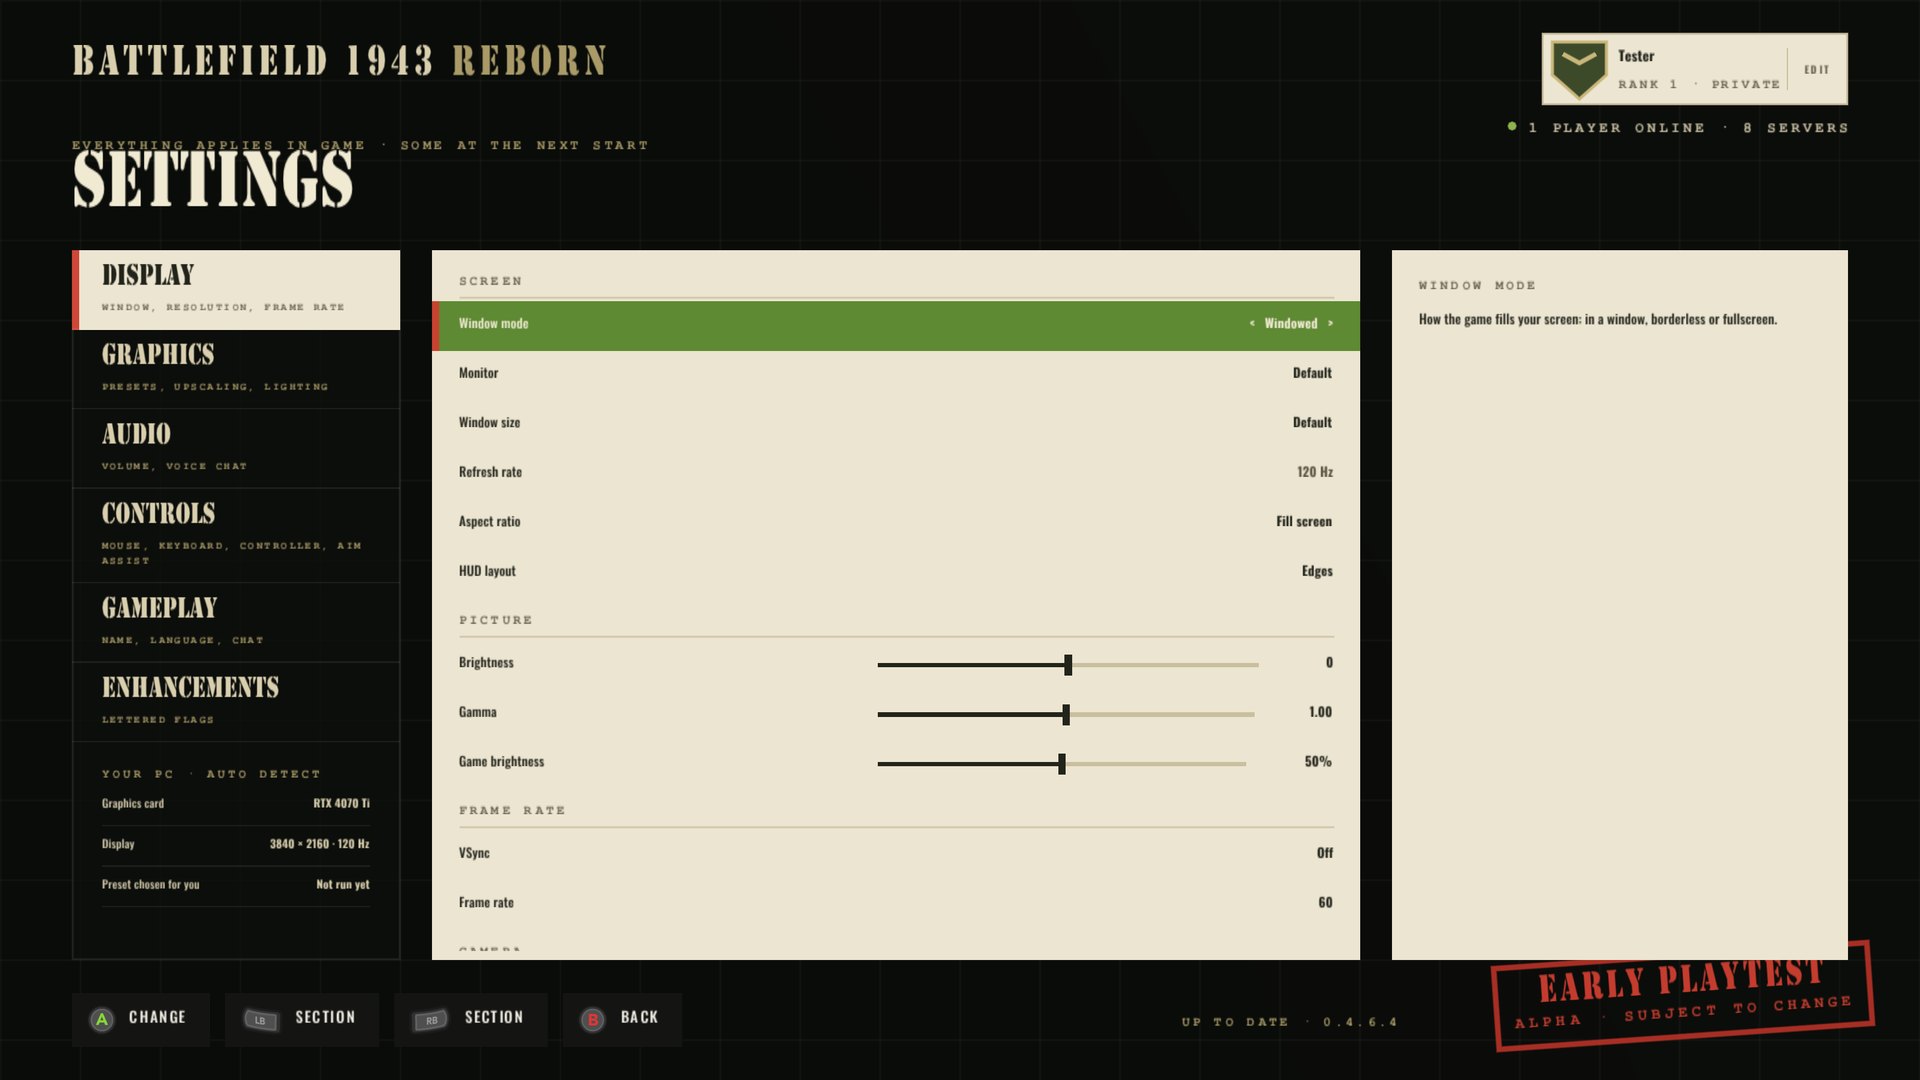 BATTLEFIELD 1943 REBORN
Tester
RANK 1 · PRIVATE
EDIT
1 PLAYER ONLINE · 8 SERVERS
EVERYTHING APPLIES IN GAME · SOME AT THE NEXT START
SETTINGS
DISPLAY
WINDOW, RESOLUTION, FRAME RATE
GRAPHICS
PRESETS, UPSCALING, LIGHTING
AUDIO
VOLUME, VOICE CHAT
CONTROLS
MOUSE, KEYBOARD, CONTROLLER, AIM
ASSIST
GAMEPLAY
NAME, LANGUAGE, CHAT
ENHANCEMENTS
LETTERED FLAGS
YOUR PC · AUTO DETECT
Graphics card RTX 4070 Ti
Display 3840 × 2160 · 120 Hz
Preset chosen for you Not run yet
SCREEN
Window mode < Windowed >
Monitor Default
Window size Default
Refresh rate 120 Hz
Aspect ratio Fill screen
HUD layout Edges
PICTURE
Brightness 0
Gamma 1.00
Game brightness 50%
FRAME RATE
VSync Off
Frame rate 60
CAMERA
WINDOW MODE
How the game fills your screen: in a window, borderless or fullscreen.
A CHANGE
LB SECTION
RB SECTION
B BACK
UP TO DATE · 0.4.6.4
EARLY PLAYTEST
ALPHA · SUBJECT TO CHANGE